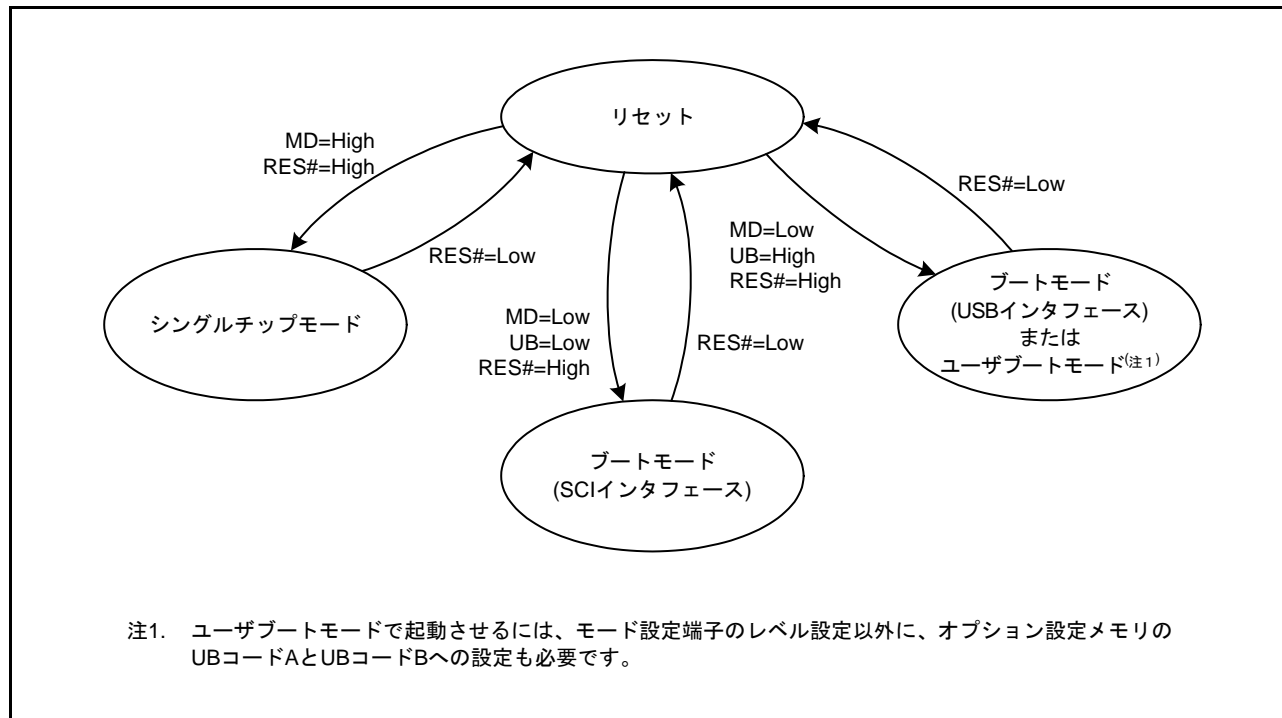 リセット
MD=High
RES#=High
RES#=Low
RES#=Low
MD=Low
UB=High
RES#=High
シングルチップモード
MD=Low
UB=Low
RES#=High
RES#=Low
ブートモード
(USBインタフェース)
または
ユーザブートモード(注1)
ブートモード
(SCIインタフェース)
注1. ユーザブートモードで起動させるには、モード設定端子のレベル設定以外に、オプション設定メモリの
UBコードAとUBコードBへの設定も必要です。